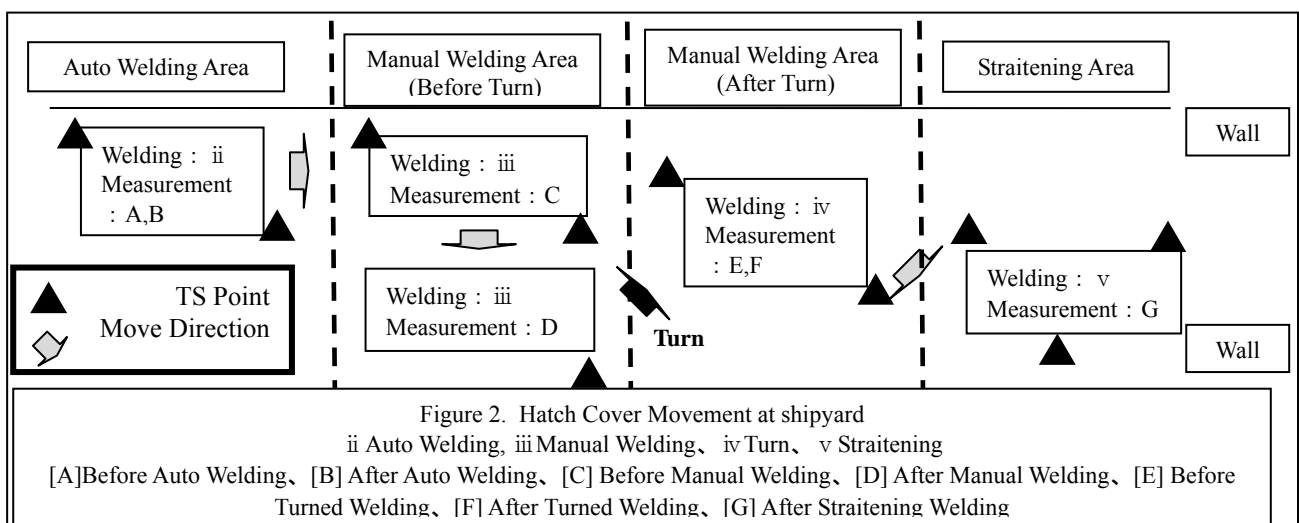 Auto Welding Area
Manual Welding Area
(Before Turn)
Manual Welding Area
(After Turn)
Straitening Area
Wall
Welding：ⅱ
Measurement
：A,B
Welding：ⅲ
Measurement：C
Welding：ⅳ
Measurement
：E,F
Welding：ⅴ
Measurement：G
TS Point
Move Direction
Welding：ⅲ
Measurement：D
Turn
Wall
Figure 2.  Hatch Cover Movement at shipyard
ⅱ Auto Welding, ⅲ Manual Welding、 ⅳ Turn、 ⅴ Straitening
[A]Before Auto Welding、[B] After Auto Welding、[C] Before Manual Welding、[D] After Manual Welding、[E] Before
Turned Welding、[F] After Turned Welding、[G] After Straitening Welding